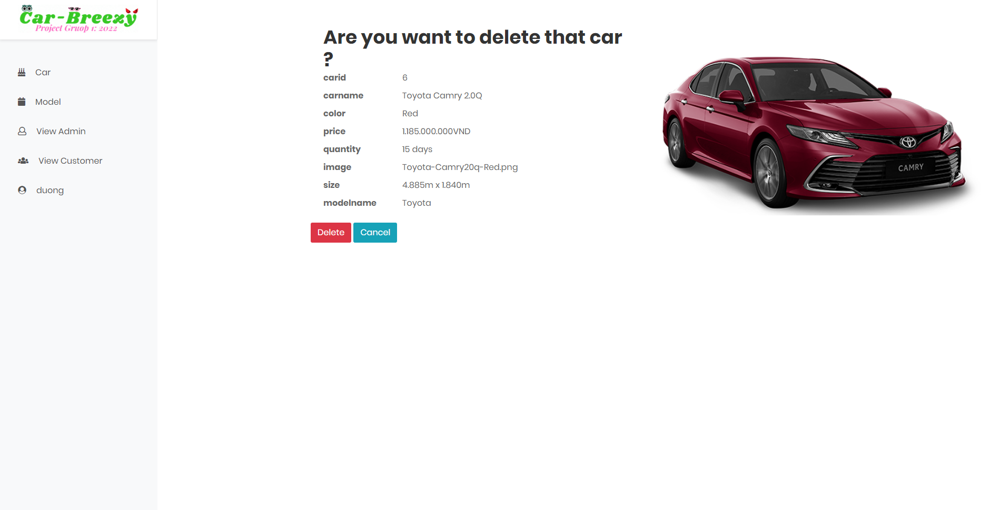 Car-Breezy
Project Gruop 1: 2022
Car
Model
View Admin
View Customer
duong
Are you want to delete that car
?
carid 6
carname Toyota Camry 2.0Q
color Red
price 1.185.000.000VND
quantity 15 days
image Toyota-Camry20q-Red.png
size 4.885m x 1.840m
modelname Toyota
Delete Cancel
CAMRY